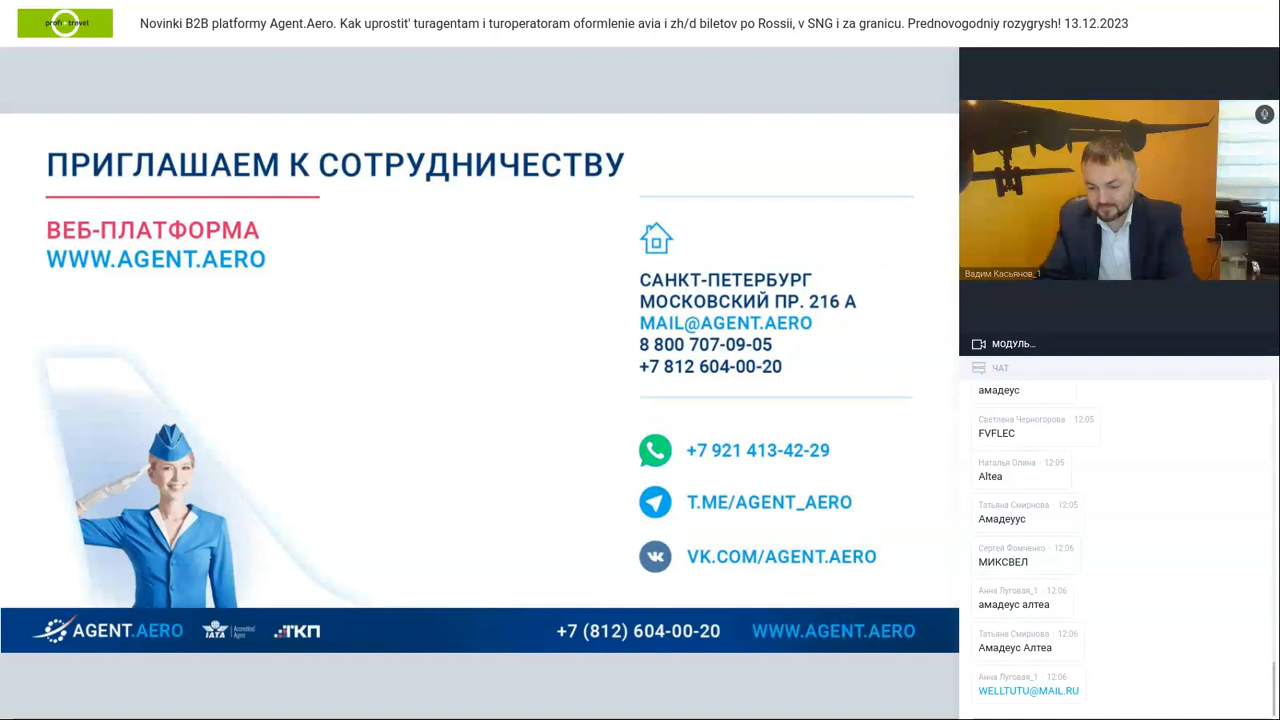 profi travel
Novinki B2B platformy Agent.Aero. Kak uprostit' turagentam i turoperatoram oformlenie avia i zh/d biletov po Rossii, v SNG i za granicu. Prednovogodniy rozygrysh! 13.12.2023
ПРИГЛАШАЕМ К СОТРУДНИЧЕСТВУ
ВЕБ-ПЛАТФОРМА
WWW.AGENT.AERO
САНКТ-ПЕТЕРБУРГ
МОСКОВСКИЙ ПР. 216 А
MAIL@AGENT.AERO
8 800 707-09-05
+7 812 604-00-20
+7 921 413-42-29
T.ME/AGENT_AERO
VK.COM/AGENT.AERO
AGENT.AERO
IATA Accredited Agent
ТКП
+7 (812) 604-00-20
WWW.AGENT.AERO
Вадим Касьянов_1
МОДУЛЬ...
ЧАТ
амадеус
Светлена Черногорова 12:05
FVFLEC
Наталья Олина 12:05
Altea
Татьяна Смирнова 12:05
Амадеуус
Сергей Фомченко 12:06
МИКСВЕЛ
Анна Луговая_1 12:06
амадеус алтеа
Татьяна Смирнова 12:06
Амадеус Алтеа
Анна Луговая_1 12:06
WELLTUTU@MAIL.RU